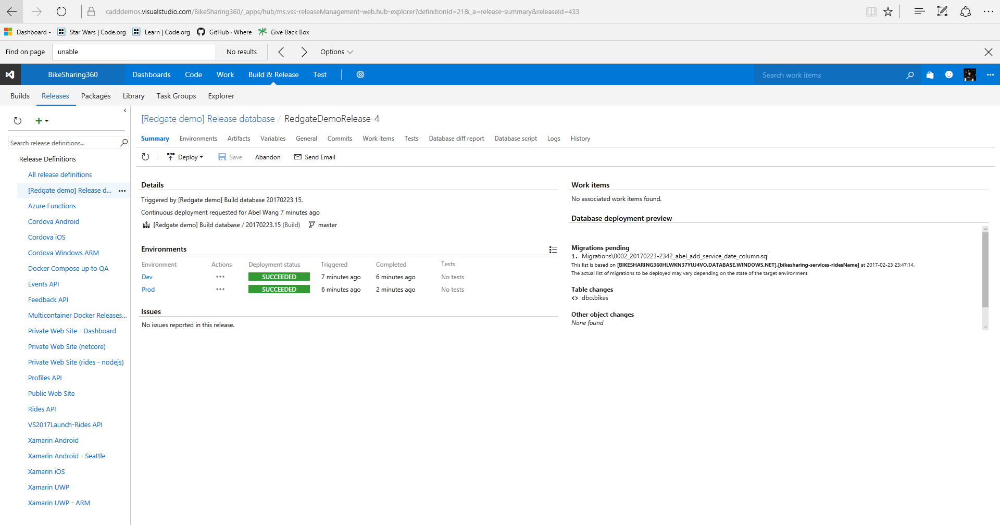 cadddemos.visualstudio.com/BikeSharing360/_apps/hub/ms.vss-releaseManagement-web.hub-explorer?definitionId=21&_a=release-summary&releaseId=433
Dashboard - Star Wars | Code.org Learn | Code.org GitHub · Where Give Back Box
Find on page unable No results Options
BikeSharing360 Dashboards Code Work Build & Release Test Search work items
Builds Releases Packages Library Task Groups Explorer
Search release definitions...
Release Definitions
All release definitions
[Redgate demo] Release d...
Azure Functions
Cordova Android
Cordova iOS
Cordova Windows ARM
Docker Compose up to QA
Events API
Feedback API
Multicontainer Docker Releases...
Private Web Site - Dashboard
Private Web Site (netcore)
Private Web Site (rides - nodejs)
Profiles API
Public Web Site
Rides API
VS2017Launch-Rides API
Xamarin Android
Xamarin Android - Seattle
Xamarin iOS
Xamarin UWP
Xamarin UWP - ARM
[Redgate demo] Release database / RedgateDemoRelease-4
Summary Environments Artifacts Variables General Commits Work items Tests Database diff report Database script Logs History
Deploy Save Abandon Send Email
Details
Triggered by [Redgate demo] Build database 20170223.15.
Continuous deployment requested for Abel Wang 7 minutes ago
[Redgate demo] Build database / 20170223.15 (Build) master
Environments
Environment Actions Deployment status Triggered Completed Tests
Dev SUCCEEDED 7 minutes ago 6 minutes ago No tests
Prod SUCCEEDED 6 minutes ago 2 minutes ago No tests
Issues
No issues reported in this release.
Work items
No associated work items found.
Database deployment preview
Migrations pending
1. Migrations\0002_20170223-2342_abel_add_service_date_column.sql
This list is based on [BIKESHARING360HLWKN37YUJ4VO.DATABASE.WINDOWS.NET].[bikesharing-services-ridesName] at 2017-02-23 23:47:14.
The actual list of migrations to be deployed may vary depending on the state of the target environment.
Table changes
<> dbo.bikes
Other object changes
None found